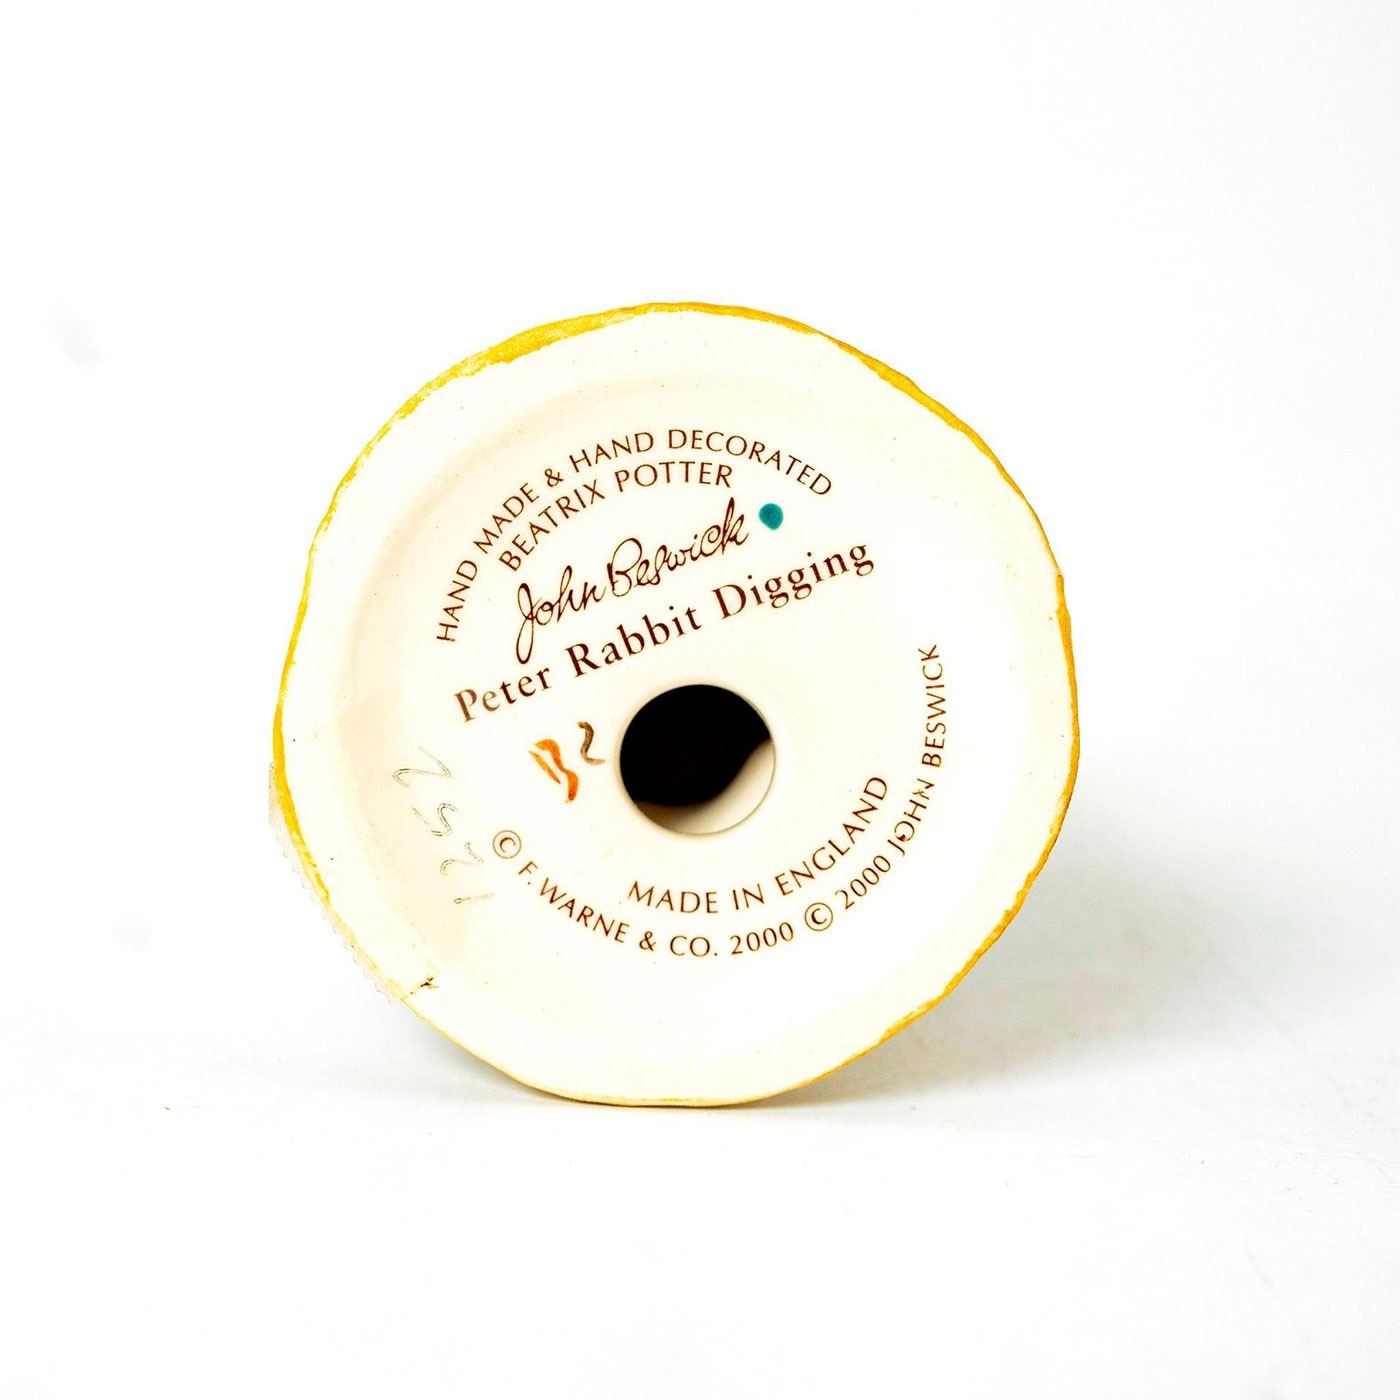 HAND MADE & HAND DECORATED
BEATRIX POTTER
John Beswick
Peter Rabbit Digging
B2
MADE IN ENGLAND
© F. WARNE & CO. 2000 © 2000 JOHN BESWICK